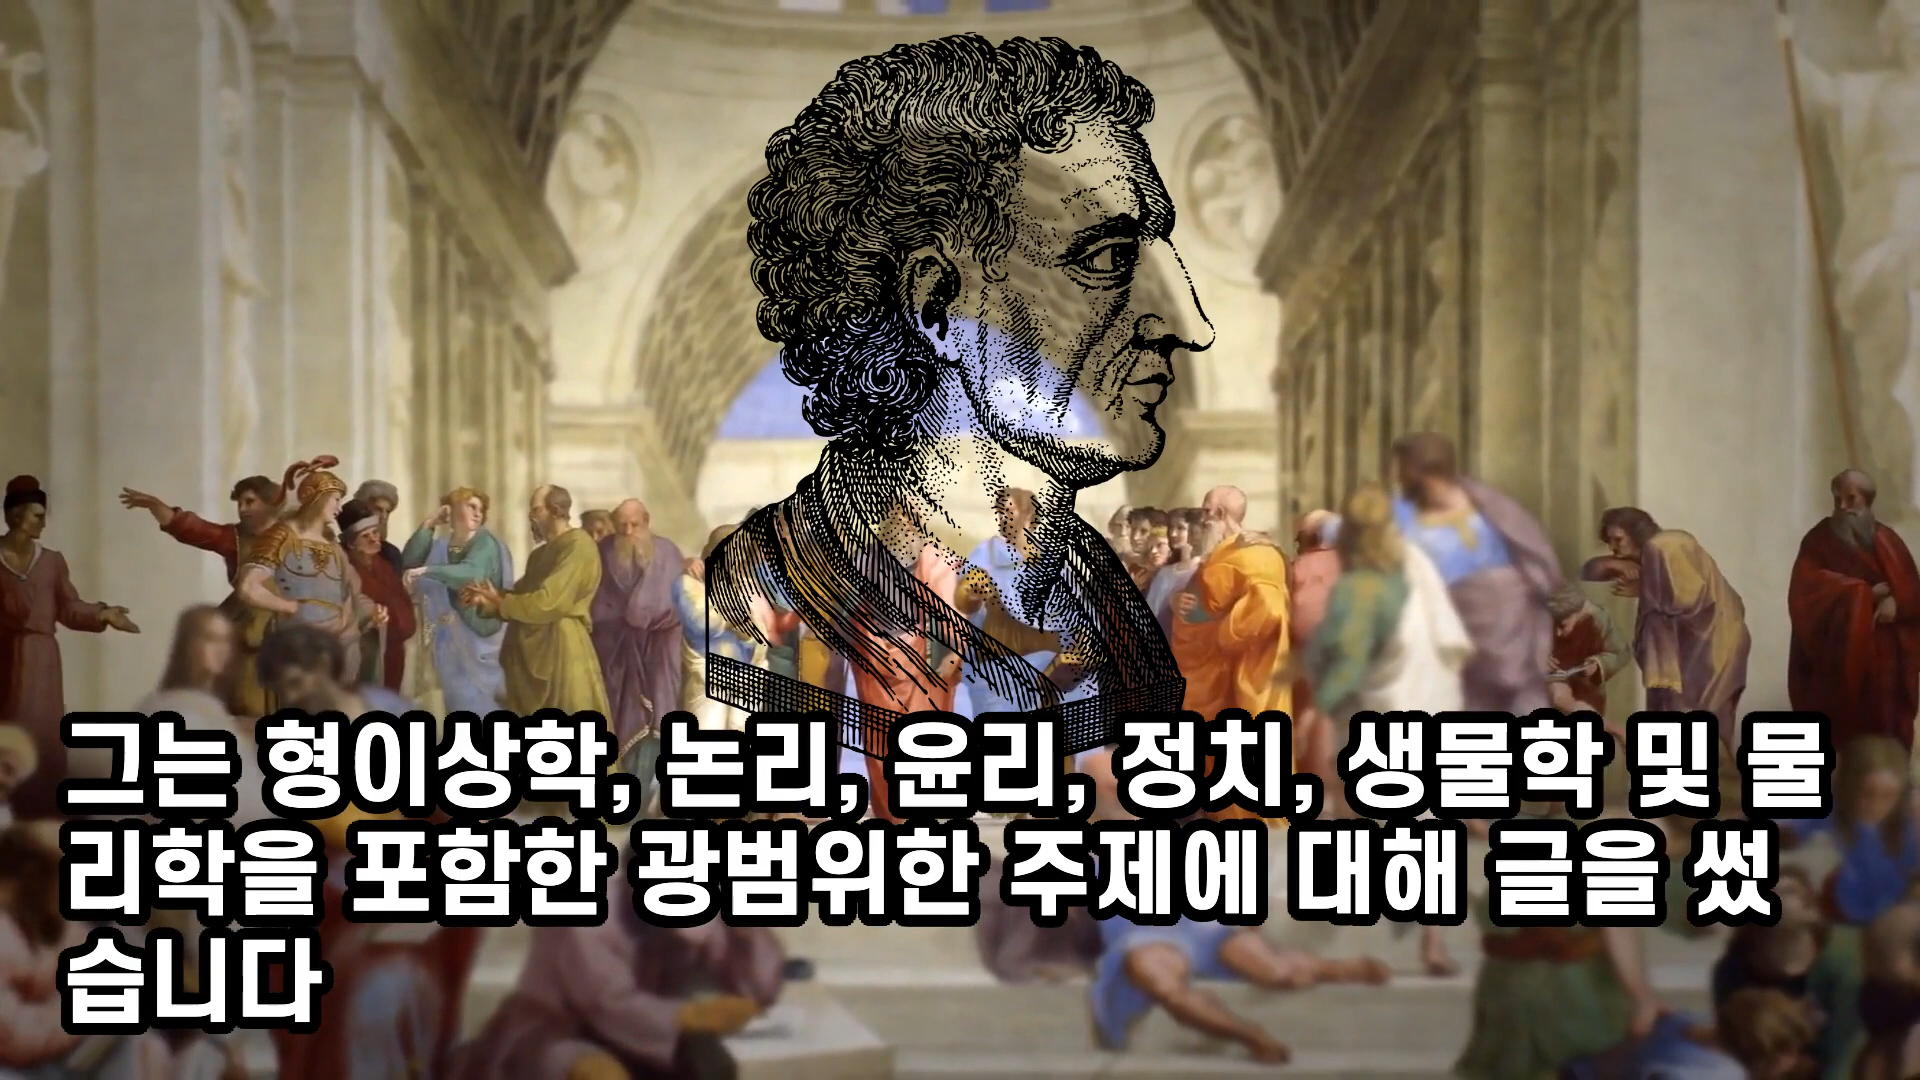 그는 형이상학, 논리, 윤리, 정치, 생물학 및 물
리학을 포함한 광범위한 주제에 대해 글을 썼
습니다